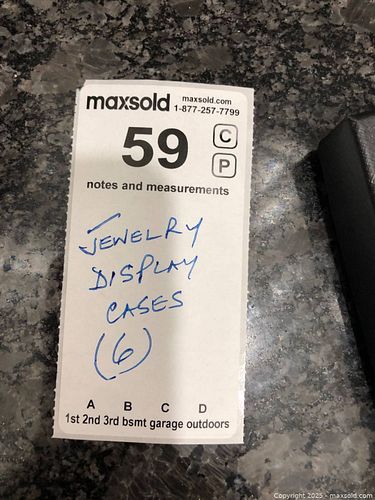 maxsold maxsold.com
1-877-257-7799
59 C
P
notes and measurements
JEWELRY
DISPLAY
CASES
(6)
A B C D
1st 2nd 3rd bsmt garage outdoors
Copyright 2025 - maxsold.com